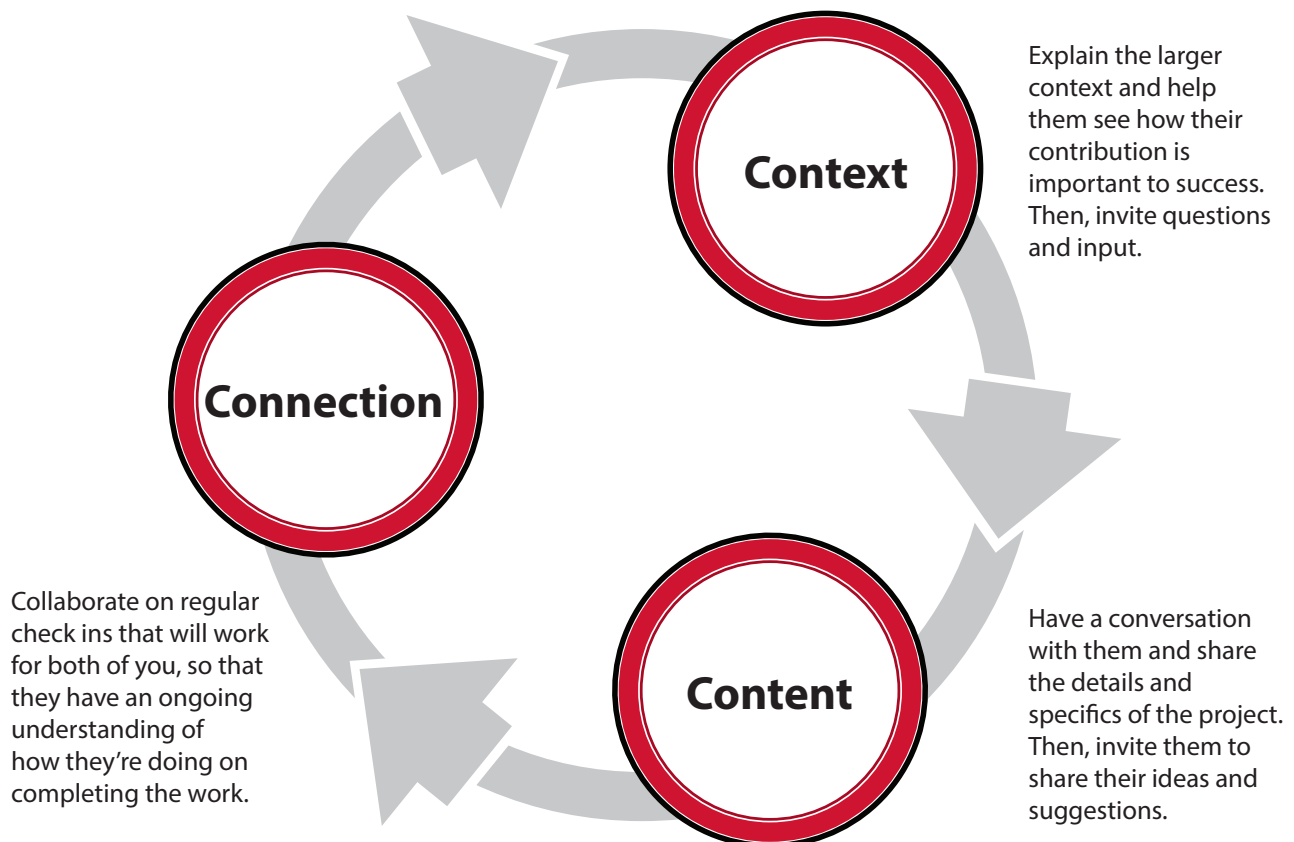 Context
Explain the larger
context and help
them see how their
contribution is
important to success.
Then, invite questions
and input.
Content
Have a conversation
with them and share
the details and
specifics of the project.
Then, invite them to
share their ideas and
suggestions.
Connection
Collaborate on regular
check ins that will work
for both of you, so that
they have an ongoing
understanding of
how they’re doing on
completing the work.